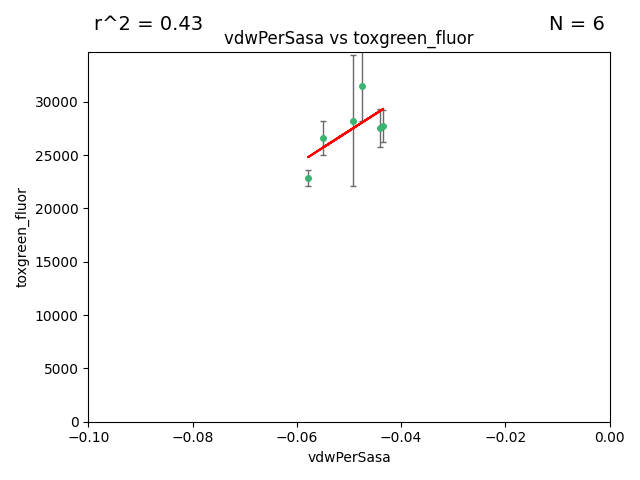 r^2 = 0.43
N = 6
vdwPerSasa vs toxgreen_fluor
toxgreen_fluor
30000
25000
20000
15000
10000
5000
0
−0.10
−0.08
−0.06
−0.04
−0.02
0.00
vdwPerSasa